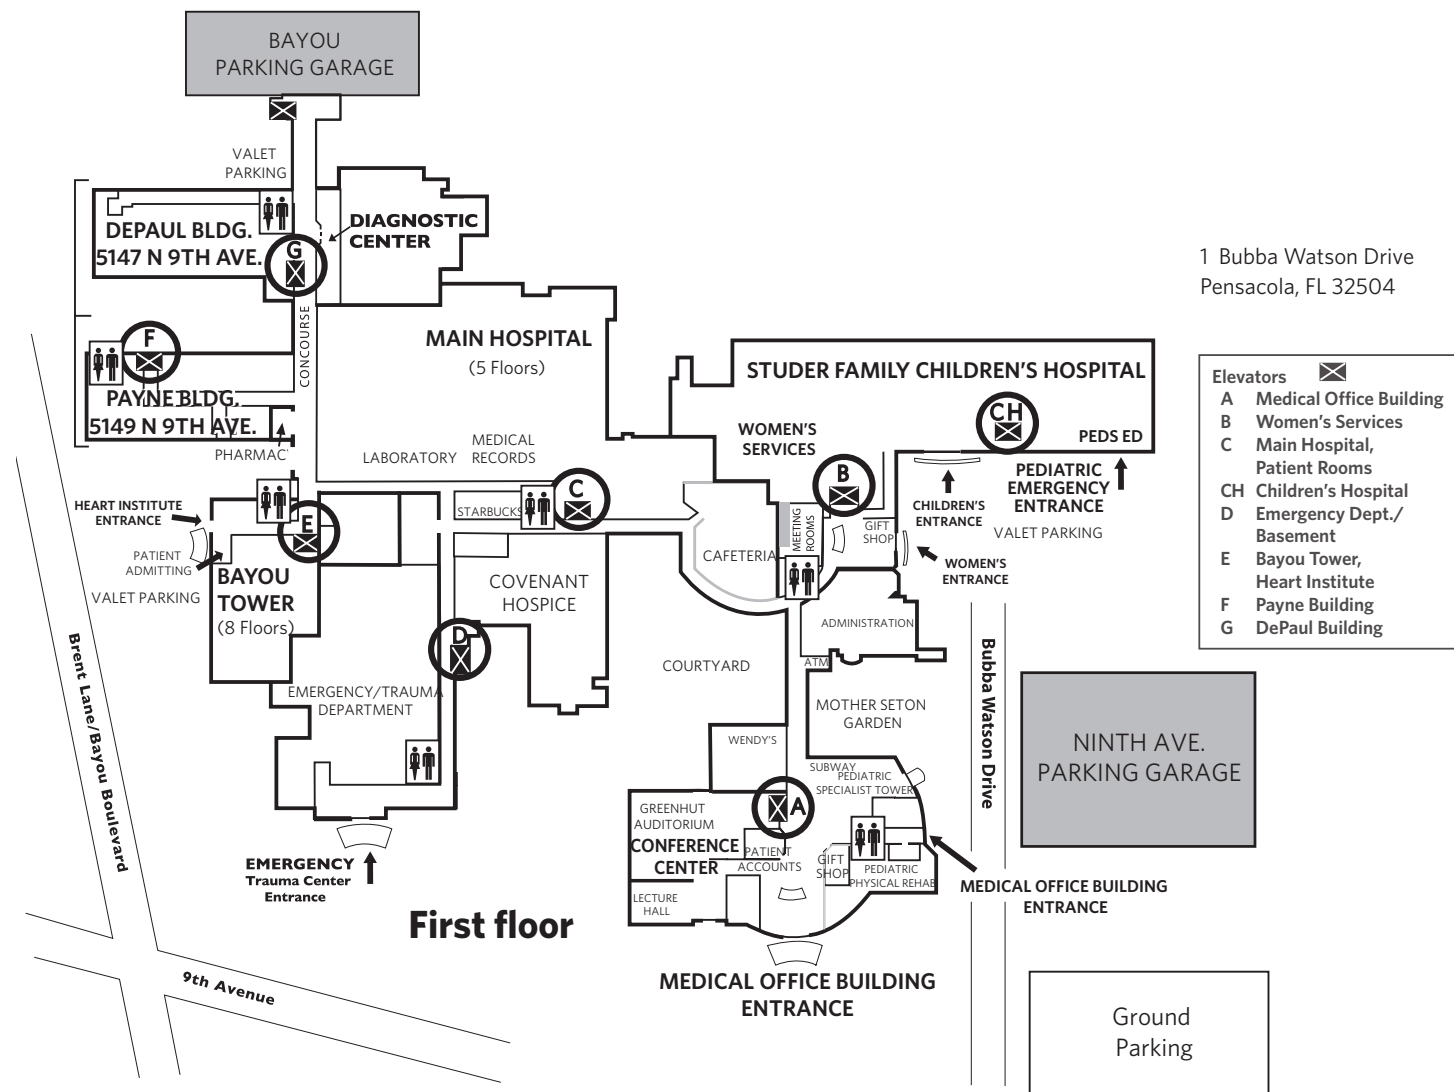 BAYOU
PARKING GARAGE
VALET
PARKING
DEPAUL BLDG.
5147 N 9TH AVE.
G
DIAGNOSTIC
CENTER
1 Bubba Watson Drive
Pensacola, FL 32504
CONCOURSE
F
PAYNE BLDG.
5149 N 9TH AVE.
PHARMAC
MAIN HOSPITAL
(5 Floors)
STUDER FAMILY CHILDREN'S HOSPITAL
CH
PEDS ED
WOMEN'S
SERVICES
B
PEDIATRIC
EMERGENCY
ENTRANCE
CHILDREN'S
ENTRANCE
VALET PARKING
Elevators
A Medical Office Building
B Women's Services
C Main Hospital,
Patient Rooms
CH Children's Hospital
D Emergency Dept./
Basement
E Bayou Tower,
Heart Institute
F Payne Building
G DePaul Building
LABORATORY
MEDICAL
RECORDS
STARBUCKS
C
HEART INSTITUTE
ENTRANCE
E
PATIENT
ADMITTING
VALET PARKING
BAYOU
TOWER
(8 Floors)
COVENANT
HOSPICE
CAFETERIA
MEETING
ROOMS
GIFT
SHOP
WOMEN'S
ENTRANCE
D
EMERGENCY/TRAUMA
DEPARTMENT
COURTYARD
ADMINISTRATION
ATM
MOTHER SETON
GARDEN
Bubba Watson Drive
NINTH AVE.
PARKING GARAGE
Brent Lane/Bayou Boulevard
WENDY'S
SUBWAY
PEDIATRIC
SPECIALIST TOWER
A
GREENHUT
AUDITORIUM
CONFERENCE
CENTER
PATIENT
ACCOUNTS
GIFT
SHOP
PEDIATRIC
PHYSICAL REHAB
LECTURE
HALL
EMERGENCY
Trauma Center
Entrance
MEDICAL OFFICE BUILDING
ENTRANCE
First floor
MEDICAL OFFICE BUILDING
ENTRANCE
9th Avenue
Ground
Parking